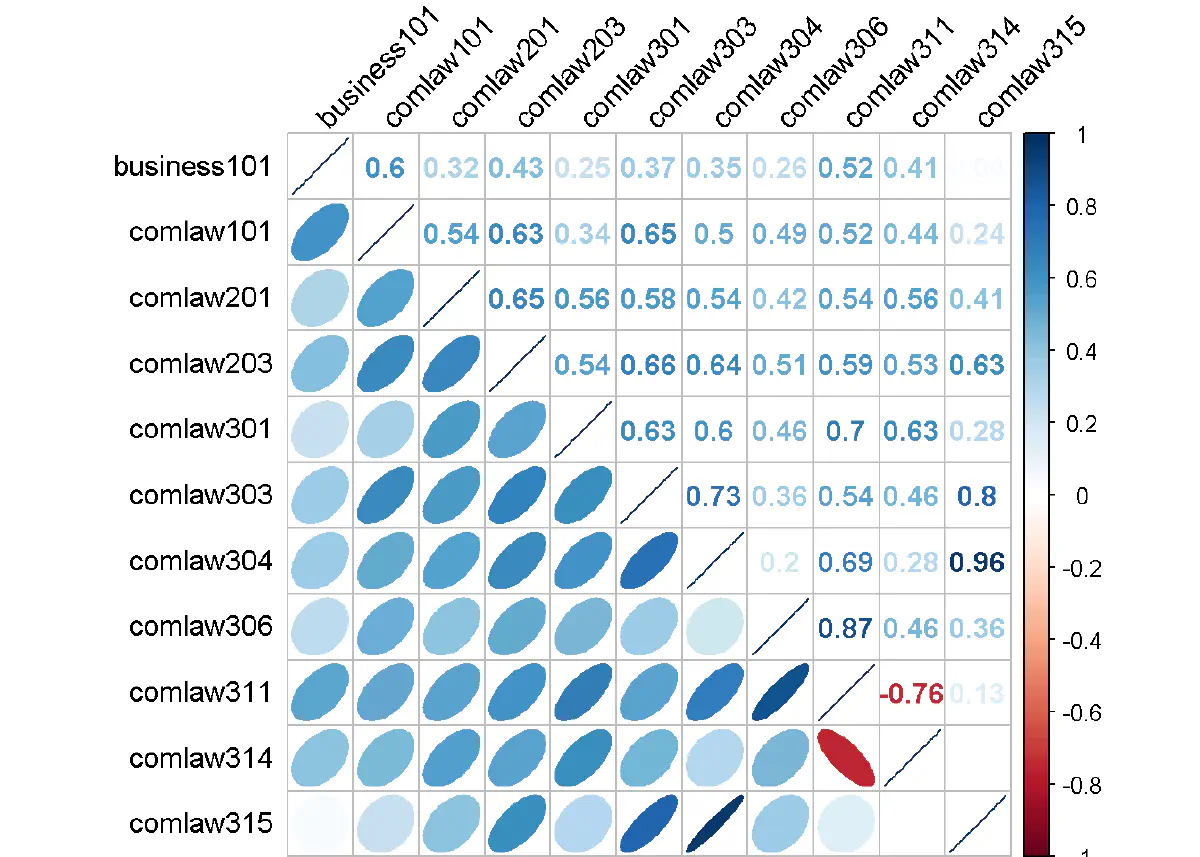 business101 comlaw101 comlaw201 comlaw203 comlaw301 comlaw303 comlaw304 comlaw306 comlaw311 comlaw314 comlaw315
business101 0.6 0.32 0.43 0.25 0.37 0.35 0.26 0.52 0.41
comlaw101 0.54 0.63 0.34 0.65 0.5 0.49 0.52 0.44 0.24
comlaw201 0.65 0.56 0.58 0.54 0.42 0.54 0.56 0.41
comlaw203 0.54 0.66 0.64 0.51 0.59 0.53 0.63
comlaw301 0.63 0.6 0.46 0.7 0.63 0.28
comlaw303 0.73 0.36 0.54 0.46 0.8
comlaw304 0.2 0.69 0.28 0.96
comlaw306 0.87 0.46 0.36
comlaw311 -0.76 0.13
comlaw314
comlaw315
1
0.8
0.6
0.4
0.2
0
-0.2
-0.4
-0.6
-0.8